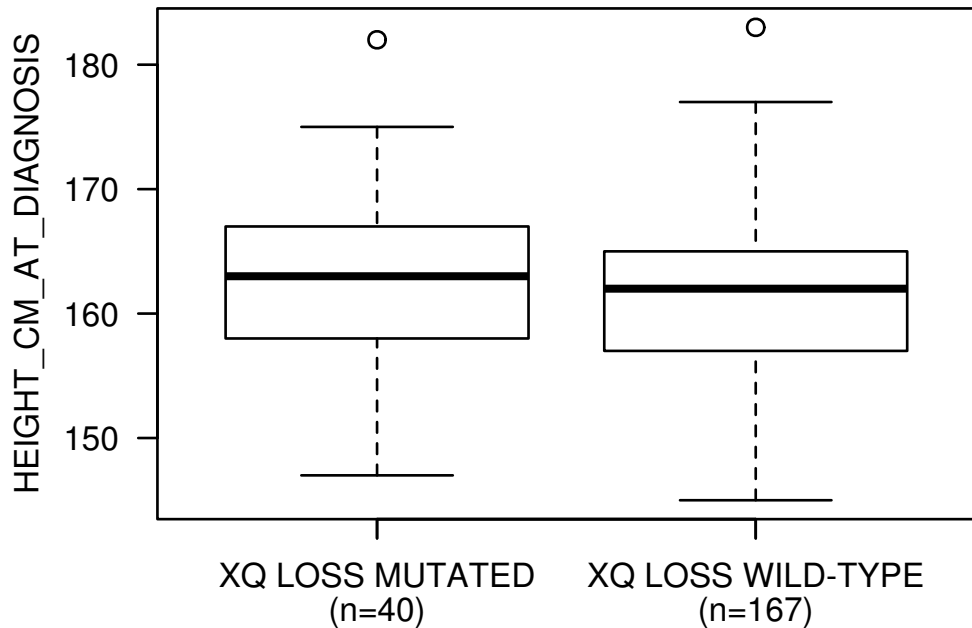 HEIGHT_CM_AT_DIAGNOSIS
180
170
160
150
XQ LOSS MUTATED
(n=40)
XQ LOSS WILD-TYPE
(n=167)